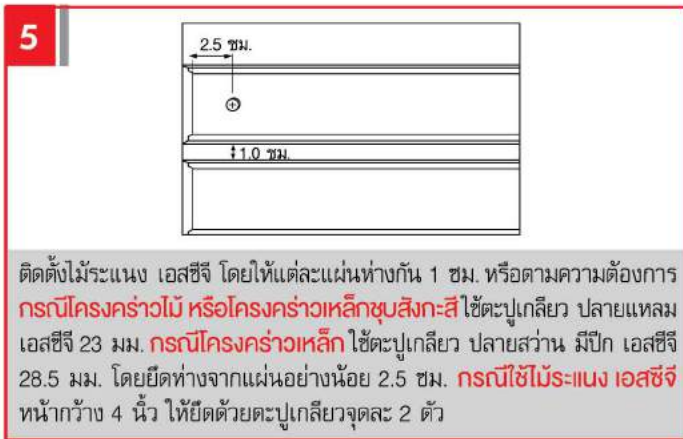 5
2.5 ซม.
1.0 ซม.
ติดตั้งไม้ระแนง เอสซีจี โดยให้แต่ละแผ่นห่างกัน 1 ซม. หรือตามความต้องการ
กรณีโครงคร่าวไม้ หรือโครงคร่าวเหล็กชุบสังกะสี ใช้ตะปูเกลียว ปลายแหลม
เอสซีจี 23 มม. กรณีโครงคร่าวเหล็ก ใช้ตะปูเกลียว ปลายสว่าน มีปีก เอสซีจี
28.5 มม. โดยยึดห่างจากแผ่นอย่างน้อย 2.5 ซม. กรณีใช้ไม้ระแนง เอสซีจี
หน้ากว้าง 4 นิ้ว ให้ยึดด้วยตะปูเกลียวจุดละ 2 ตัว